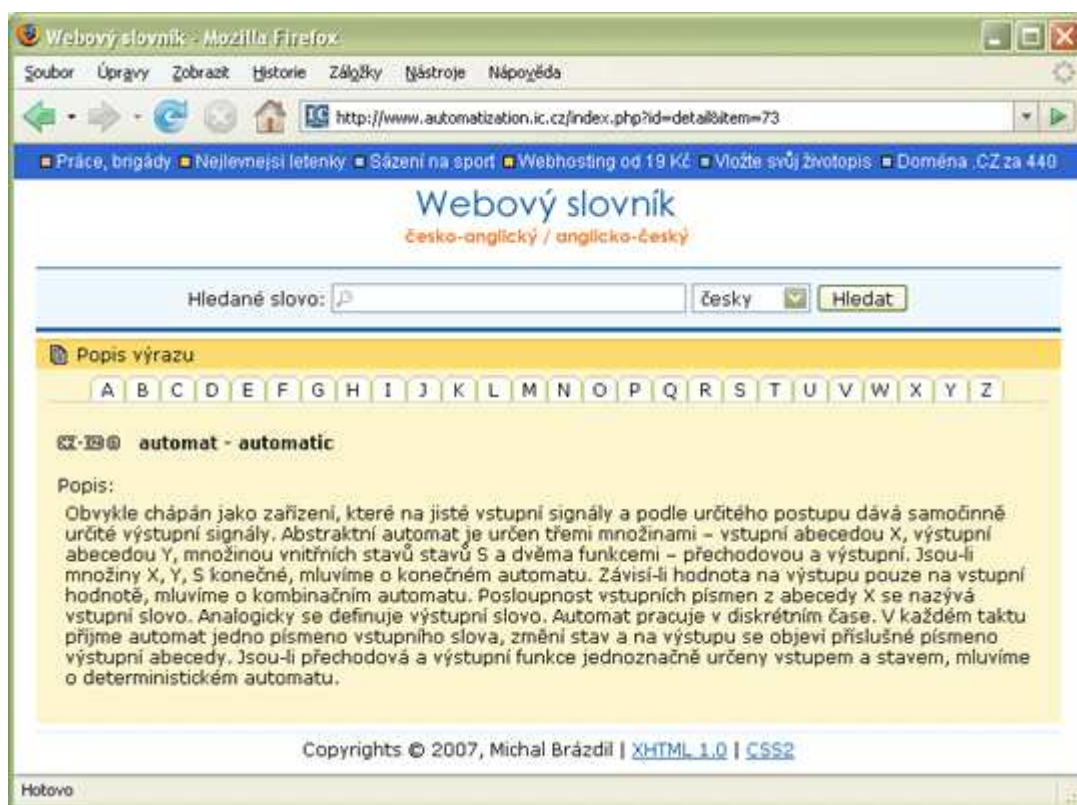 Webový slovník - Mozilla Firefox
Soubor Úpravy Zobrazit Historie Záložky Nástroje Nápověda
http://www.automatization.ic.cz/index.php?id=detail&item=73
Práce, brigády Nejlevnejsi letenky Sázení na sport Webhosting od 19 Kč Vložte svůj životopis Doména .CZ za 440
Webový slovník
česko-anglický / anglicko-český
Hledané slovo: česky Hledat
Popis výrazu
A B C D E F G H I J K L M N O P Q R S T U V W X Y Z
automat - automatic
Popis:
Obvykle chápán jako zařízení, které na jisté vstupní signály a podle určitého postupu dává samočinně
určité výstupní signály. Abstraktní automat je určen třemi množinami – vstupní abecedou X, výstupní
abecedou Y, množinou vnitřních stavů stavů S a dvěma funkcemi – přechodovou a výstupní. Jsou-li
množiny X, Y, S konečné, mluvíme o konečném automatu. Závisí-li hodnota na výstupu pouze na vstupní
hodnotě, mluvíme o kombinačním automatu. Posloupnost vstupních písmen z abecedy X se nazývá
vstupní slovo. Analogicky se definuje výstupní slovo. Automat pracuje v diskrétním čase. V každém taktu
přijme automat jedno písmeno vstupního slova, změní stav a na výstupu se objeví příslušné písmeno
výstupní abecedy. Jsou-li přechodová a výstupní funkce jednoznačně určeny vstupem a stavem, mluvíme
o deterministickém automatu.
Copyrights © 2007, Michal Brázdil | XHTML 1.0 | CSS2
Hotovo